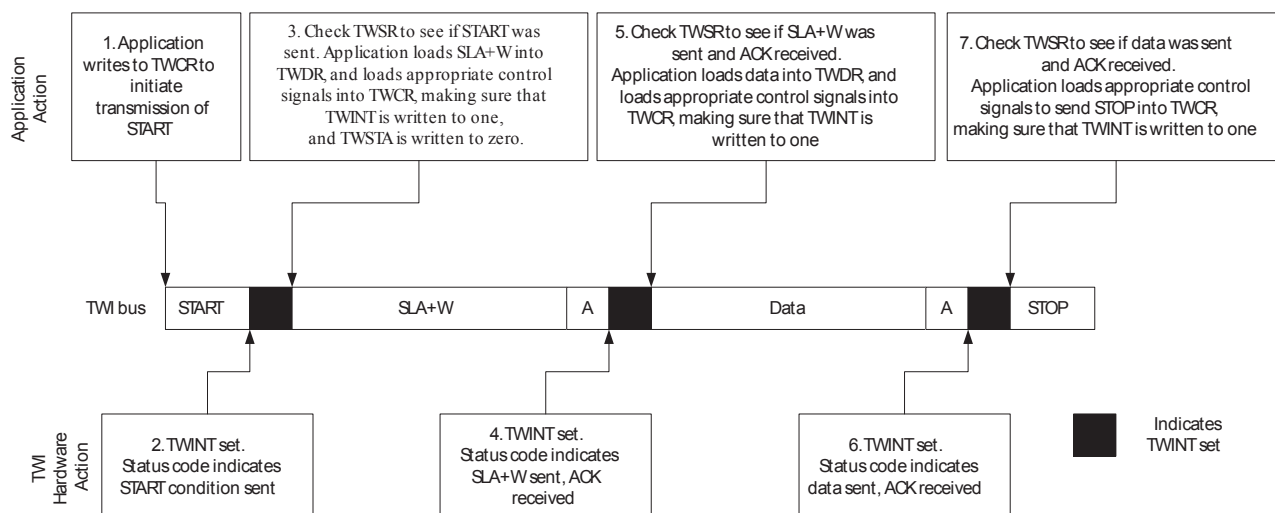 Application
Action
1. Application
writes to TWCR to
initiate
transmission of
START
3. Check TWSR to see if START was
sent. Application loads SLA+W into
TWDR, and loads appropriate control
signals into TWCR, making sure that
TWINT is written to one,
and TWSTA is written to zero.
5. Check TWSR to see if SLA+W was
sent and ACK received.
Application loads data into TWDR, and
loads appropriate control signals into
TWCR, making sure that TWINT is
written to one
7. Check TWSR to see if data was sent
and ACK received.
Application loads appropriate control
signals to send STOP into TWCR,
making sure that TWINT is written to one
TWI bus
START
SLA+W
A
Data
A
STOP
TWI
Hardware
Action
2. TWINT set.
Status code indicates
START condition sent
4. TWINT set.
Status code indicates
SLA+W sent, ACK
received
6. TWINT set.
Status code indicates
data sent, ACK received
Indicates
TWINT set